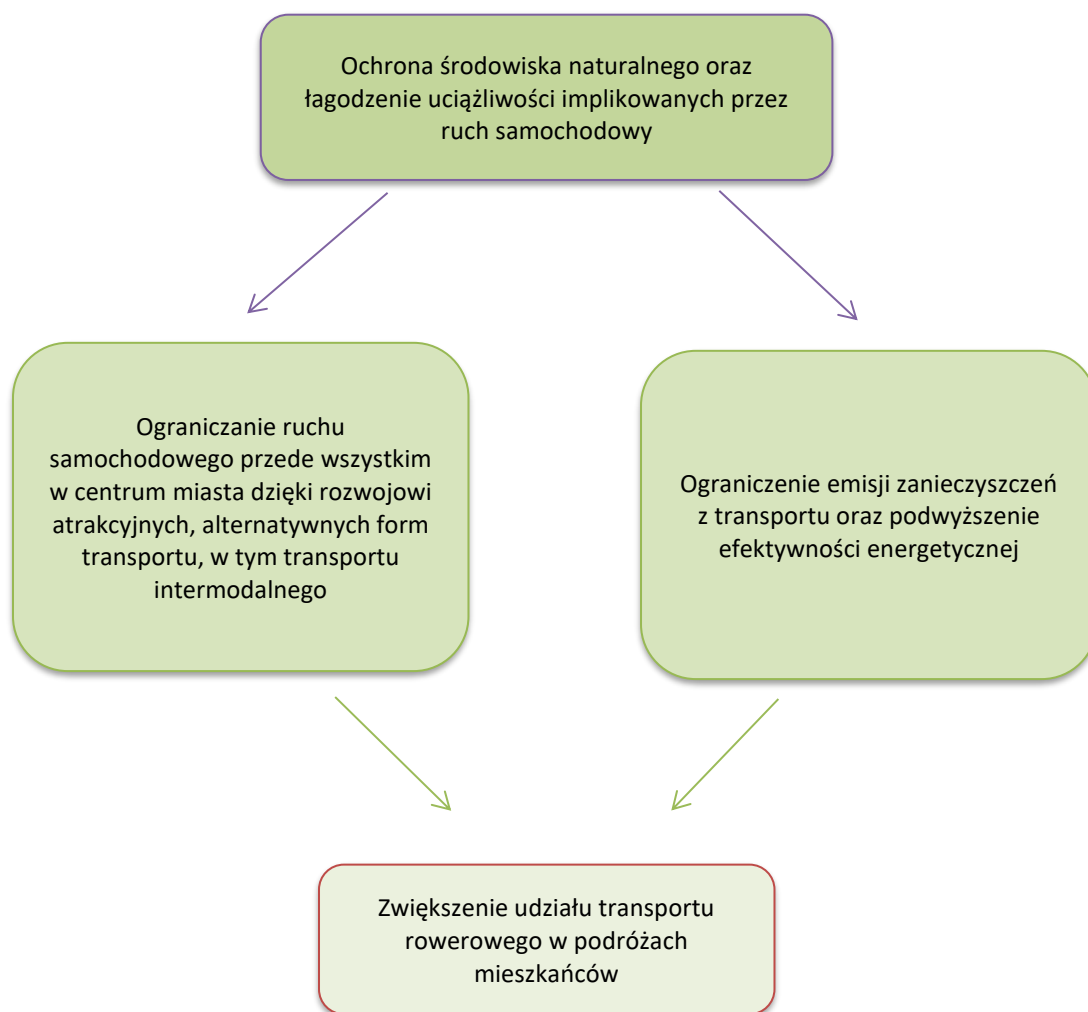 Ochrona środowiska naturalnego oraz
łagodzenie uciążliwości implikowanych przez
ruch samochodowy
Ograniczanie ruchu
samochodowego przede wszystkim
w centrum miasta dzięki rozwojowi
atrakcyjnych, alternatywnych form
transportu, w tym transportu
intermodalnego
Ograniczenie emisji zanieczyszczeń
z transportu oraz podwyższenie
efektywności energetycznej
Zwiększenie udziału transportu
rowerowego w podróżach
mieszkańców